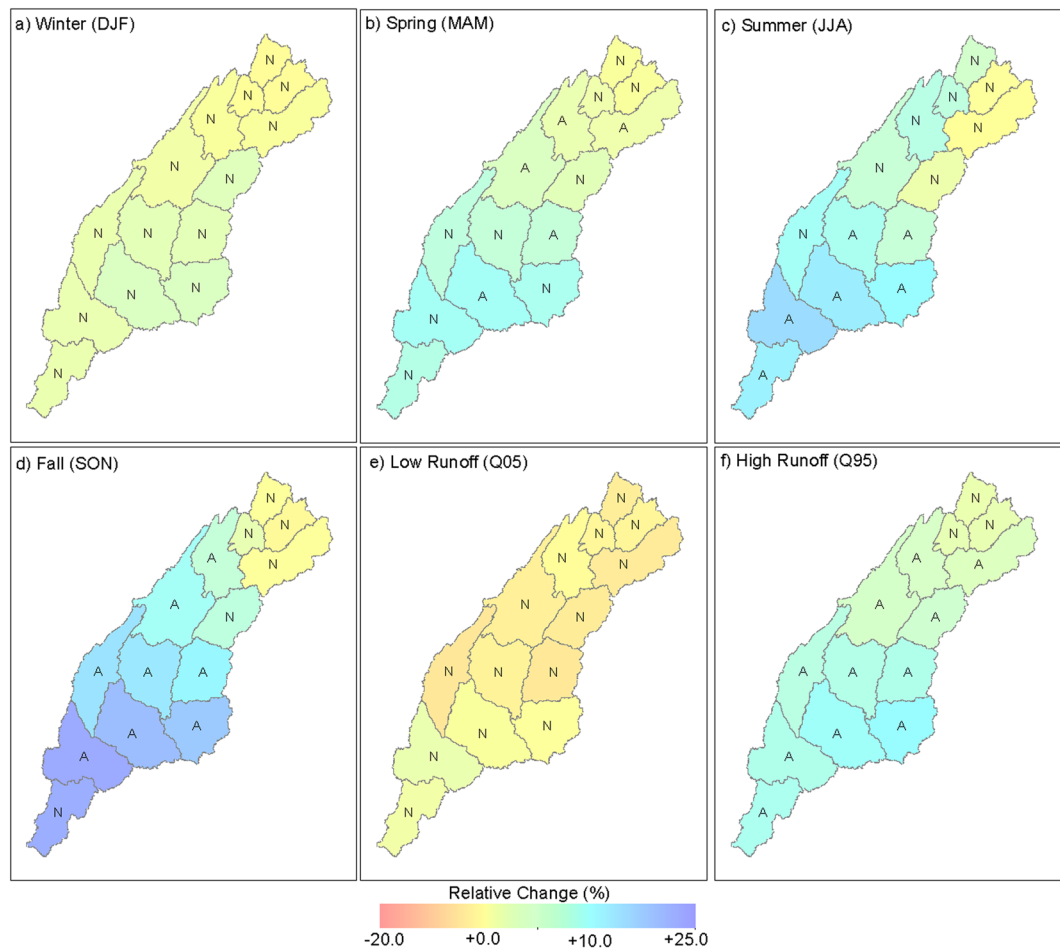 a) Winter (DJF)
N
N
N
N
N
N
N
N
N
N
N
N
N
N
b) Spring (MAM)
N
N
N
A
A
A
N
N
N
A
N
A
N
N
c) Summer (JJA)
N
N
N
N
N
N
N
N
A
A
A
A
A
A
d) Fall (SON)
N
N
N
A
N
A
N
A
A
A
A
A
A
N
e) Low Runoff (Q05)
N
N
N
N
N
N
N
N
N
N
N
N
N
N
f) High Runoff (Q95)
N
N
N
A
A
A
A
A
A
A
A
A
A
A
Relative Change (%)
-20.0 +0.0 +10.0 +25.0